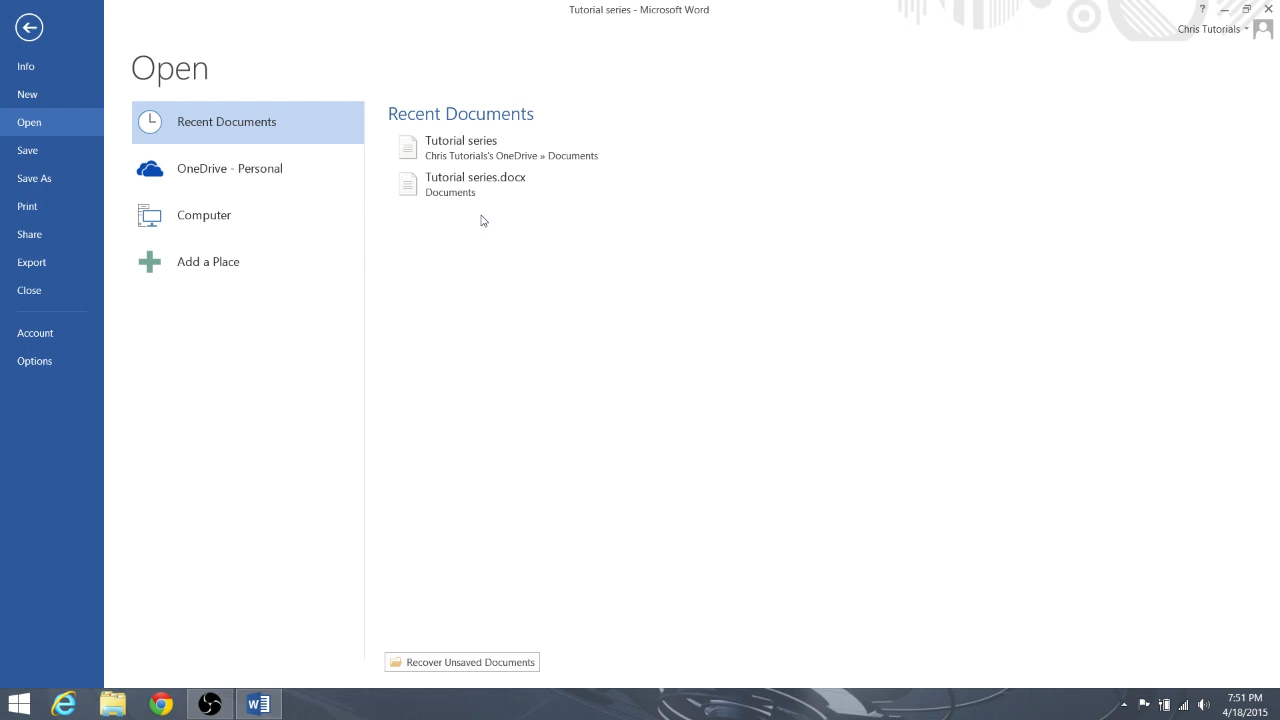 Tutorial series - Microsoft Word
?
Chris Tutorials
Info
New
Open
Save
Save As
Print
Share
Export
Close
Account
Options
Open
Recent Documents
OneDrive - Personal
Computer
Add a Place
Recent Documents
Tutorial series
Chris Tutorials's OneDrive » Documents
Tutorial series.docx
Documents
Recover Unsaved Documents
7:51 PM
4/18/2015